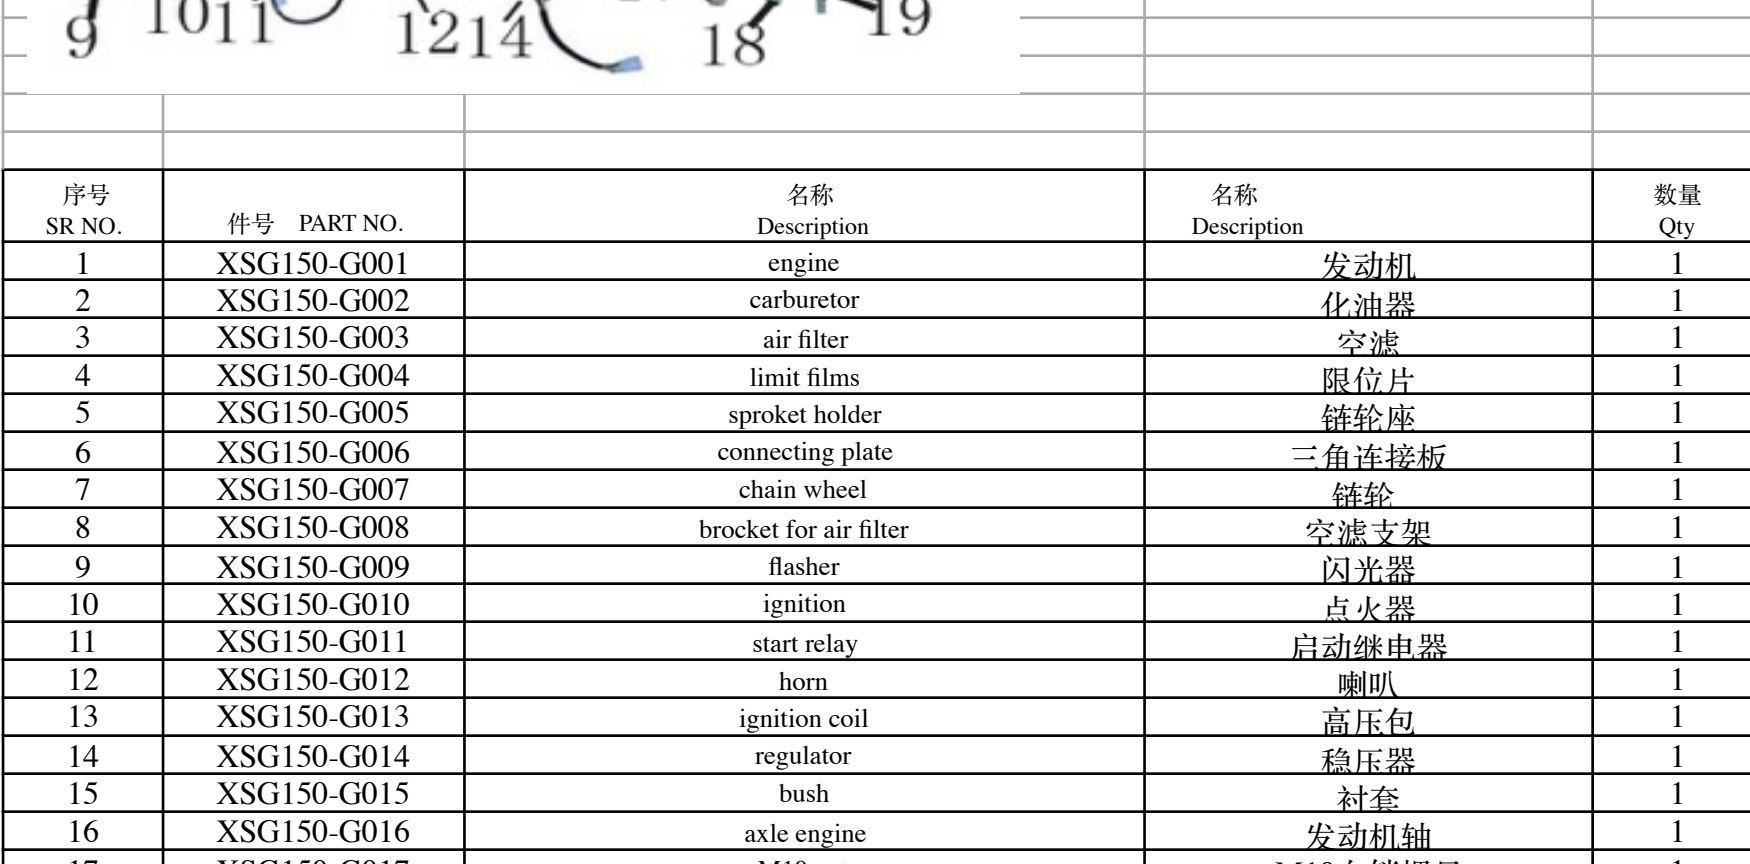 9 10 11 12 14 18 19
序号 件号 PART NO. 名称 名称 数量
SR NO. Description Description Qty
1 XSG150-G001 engine 发动机 1
2 XSG150-G002 carburetor 化油器 1
3 XSG150-G003 air filter 空滤 1
4 XSG150-G004 limit films 限位片 1
5 XSG150-G005 sproket holder 链轮座 1
6 XSG150-G006 connecting plate 三角连接板 1
7 XSG150-G007 chain wheel 链轮 1
8 XSG150-G008 brocket for air filter 空滤支架 1
9 XSG150-G009 flasher 闪光器 1
10 XSG150-G010 ignition 点火器 1
11 XSG150-G011 start relay 启动继电器 1
12 XSG150-G012 horn 喇叭 1
13 XSG150-G013 ignition coil 高压包 1
14 XSG150-G014 regulator 稳压器 1
15 XSG150-G015 bush 衬套 1
16 XSG150-G016 axle engine 发动机轴 1